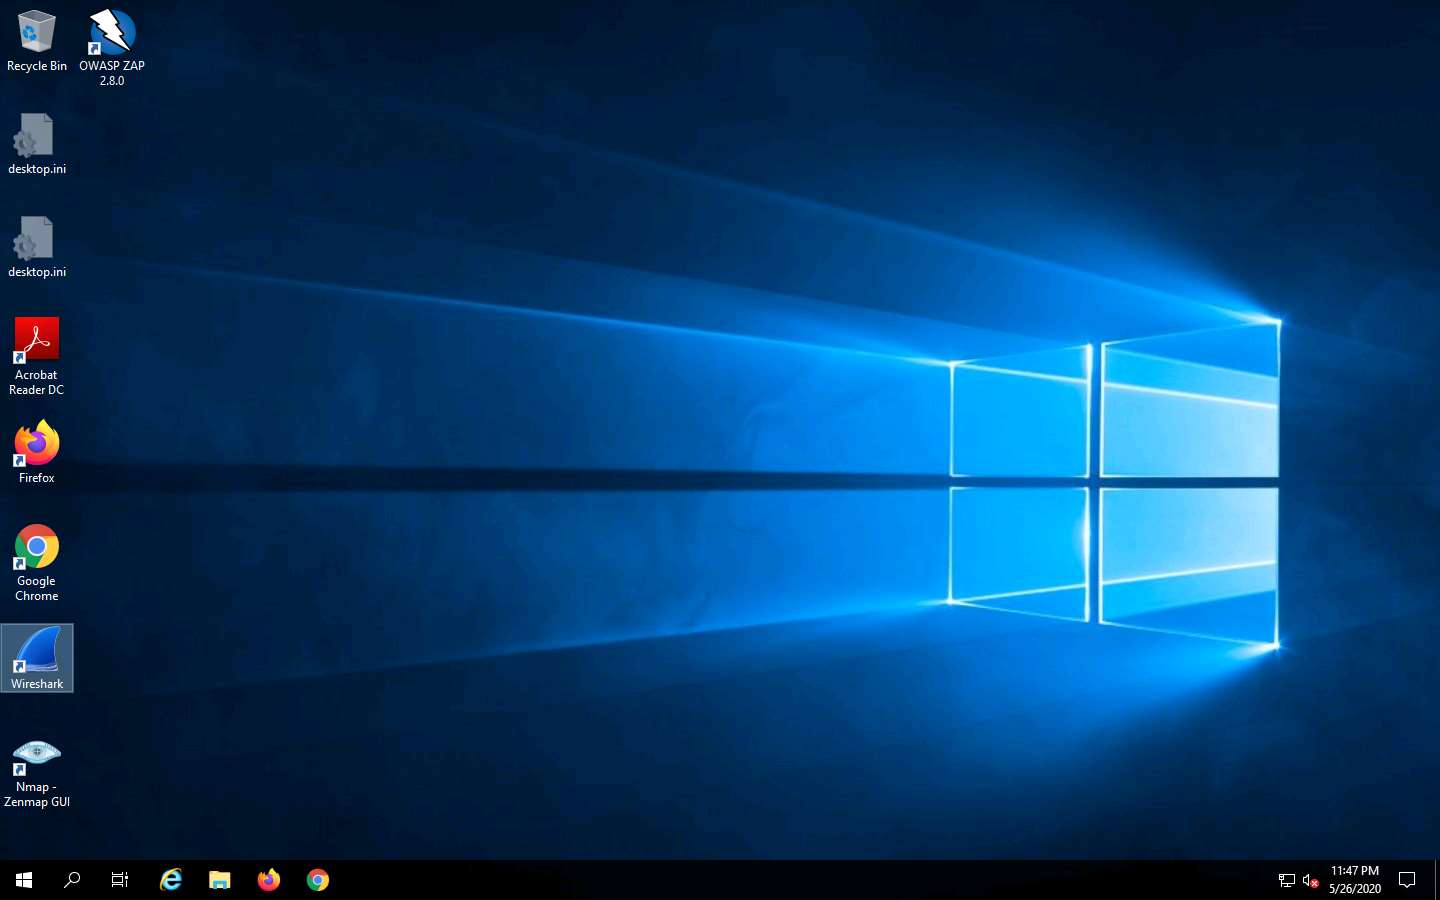 Recycle Bin
OWASP ZAP
2.8.0
desktop.ini
desktop.ini
Acrobat
Reader DC
Firefox
Google
Chrome
Wireshark
Nmap -
Zenmap GUI
11:47 PM
5/26/2020